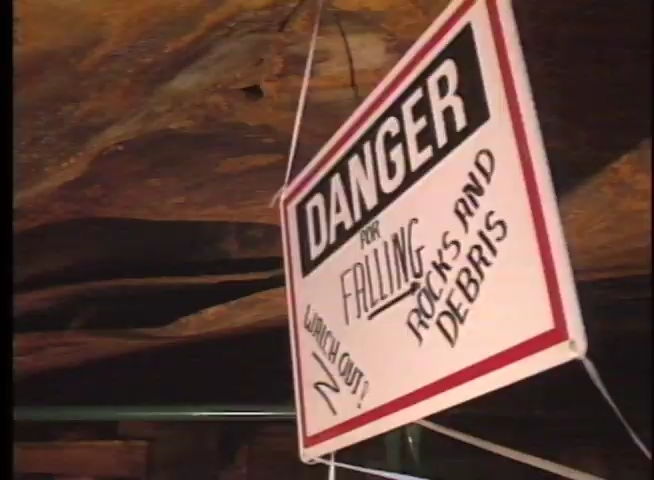 DANGER
FOR
FALLING
ROCKS AND
DEBRIS
WATCH OUT!